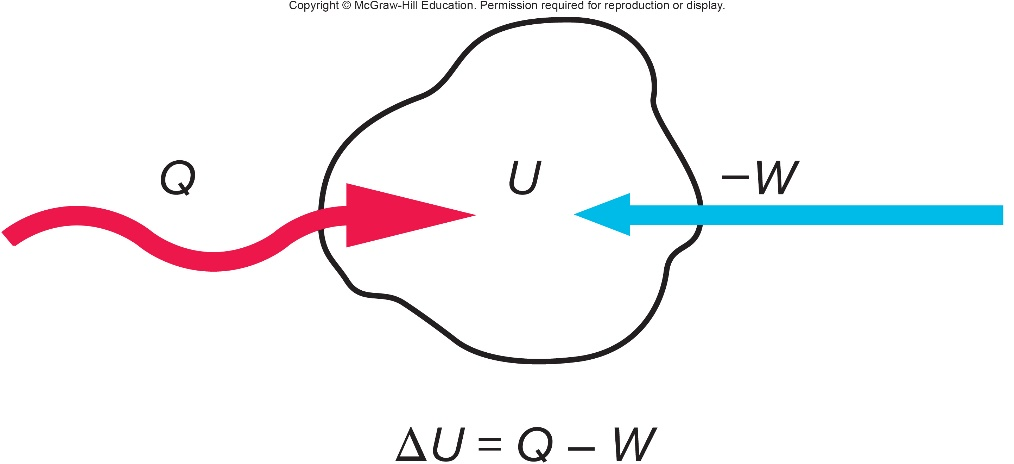 Copyright © McGraw-Hill Education. Permission required for reproduction or display.
Q
U
–W
ΔU = Q – W